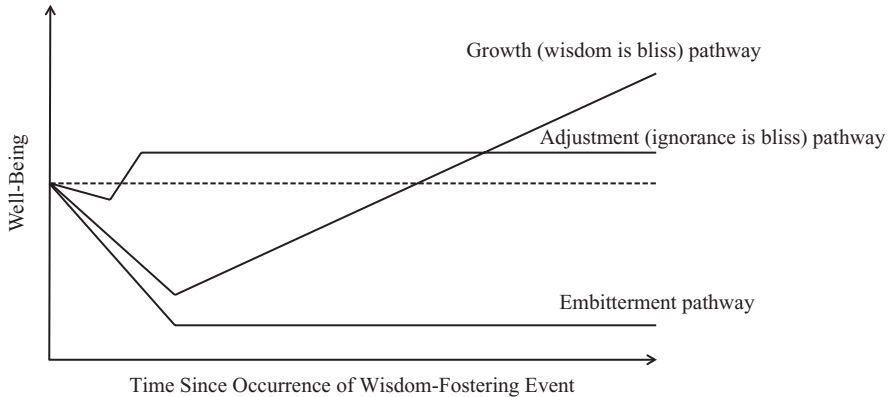 Growth (wisdom is bliss) pathway
Adjustment (ignorance is bliss) pathway
Well-Being
Embitterment pathway
Time Since Occurrence of Wisdom-Fostering Event